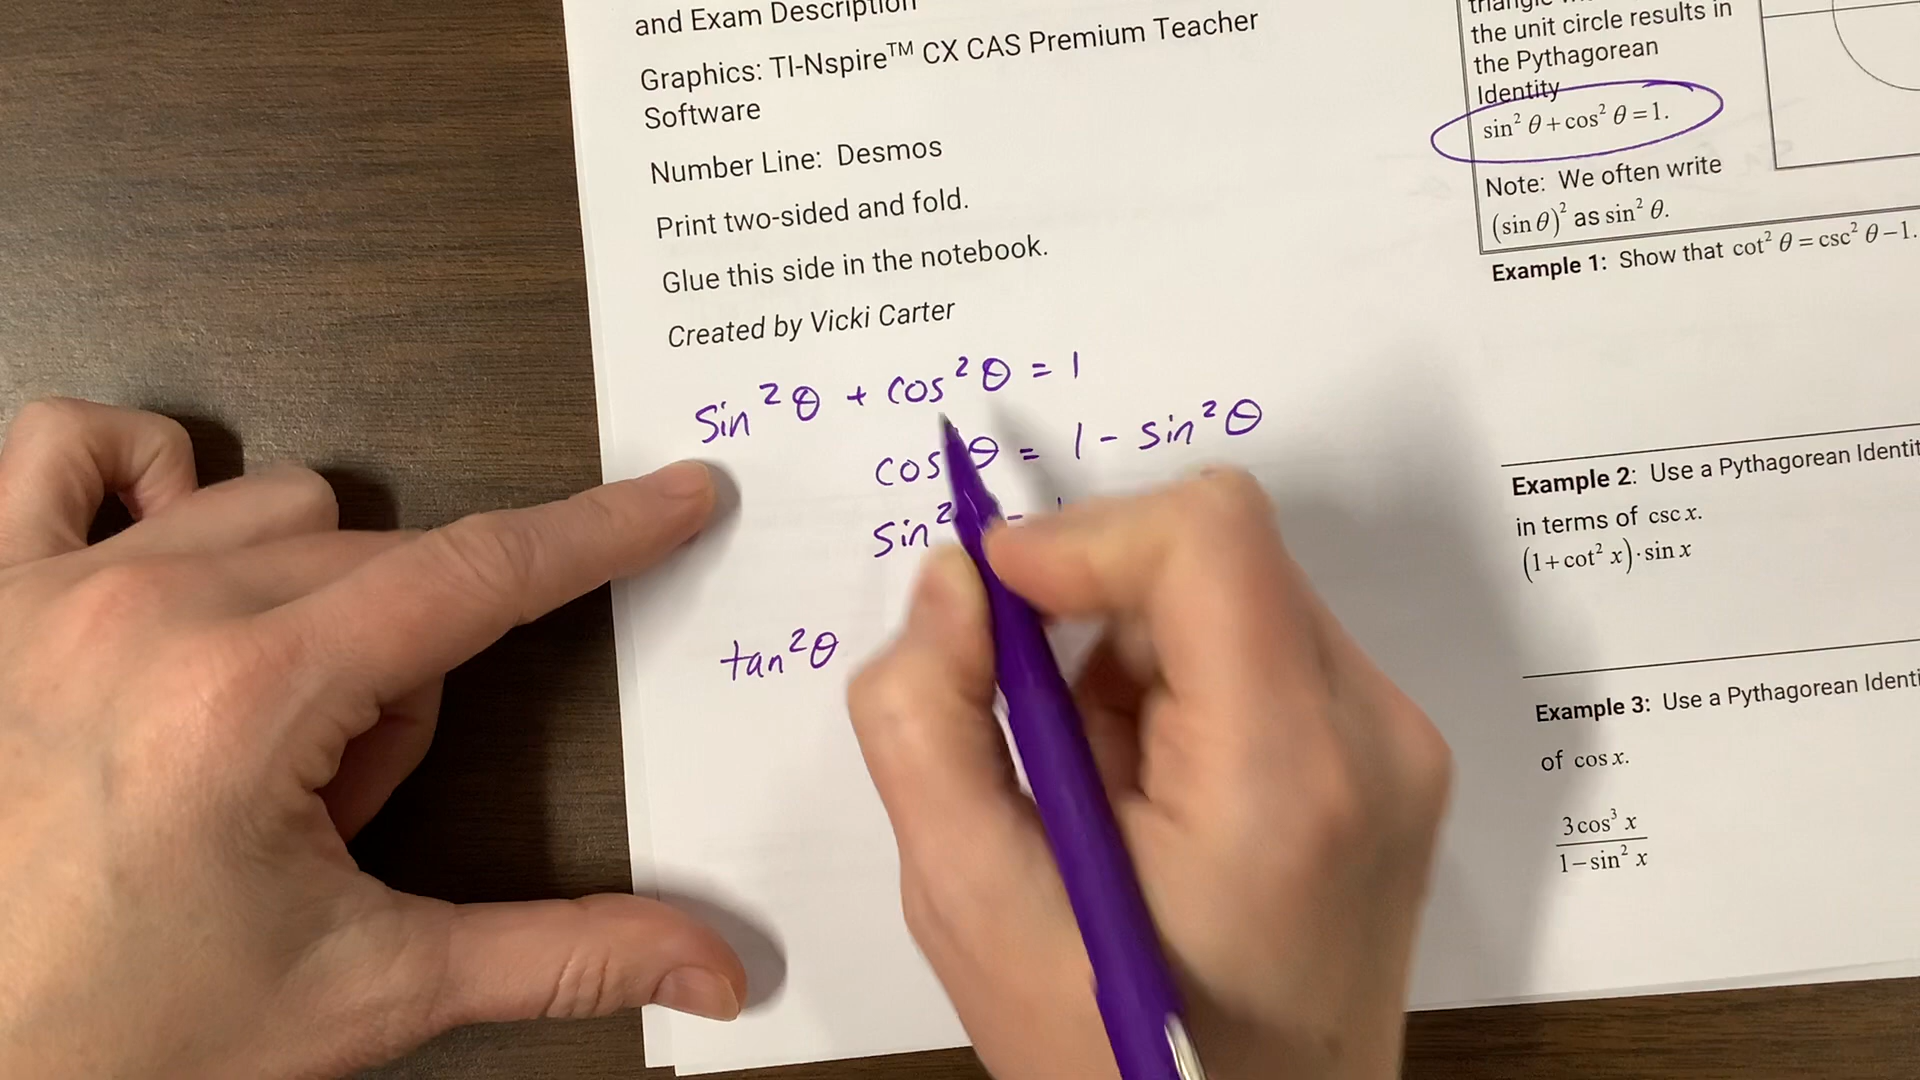 and Exam Description
Graphics: TI-Nspire™ CX CAS Premium Teacher
Software
Number Line: Desmos
Print two-sided and fold.
Glue this side in the notebook.
Created by Vicki Carter
sin²θ + cos²θ = 1
cos θ = 1 - sin²θ
sin²
tan²θ
triangle
the unit circle results in
the Pythagorean
Identity
sin² θ + cos² θ = 1.
Note: We often write
(sin θ)² as sin² θ.
Example 1: Show that cot² θ = csc² θ − 1.
Example 2: Use a Pythagorean Identit
in terms of csc x.
(1 + cot² x) · sin x
Example 3: Use a Pythagorean Identi
of cos x.
3 cos³ x
1 − sin² x